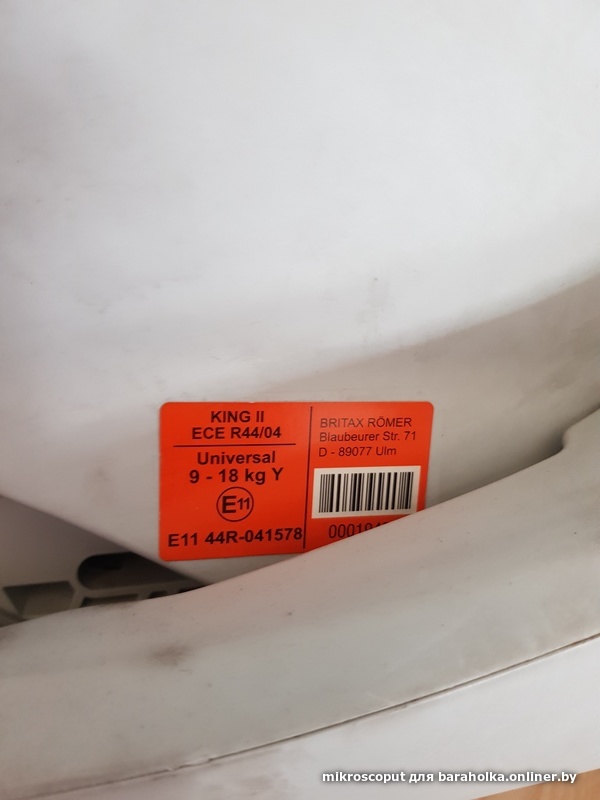 KING II
ECE R44/04
Universal
9 - 18 kg Y
E11
E11 44R-041578
BRITAX RÖMER
Blaubeurer Str. 71
D - 89077 Ulm
mikroscoput для baraholka.onliner.by